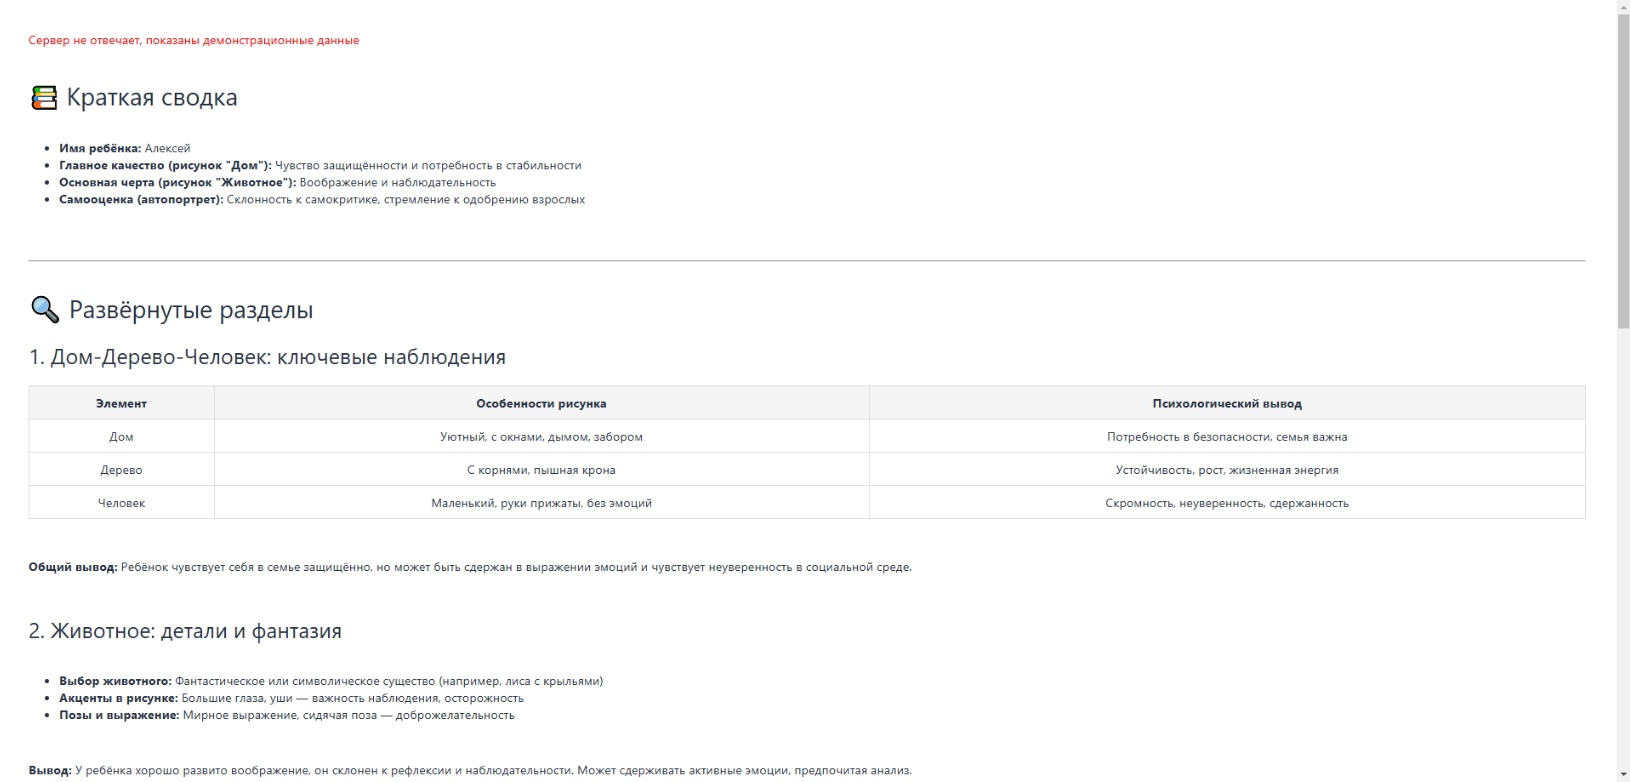 Сервер не отвечает, показаны демонстрационные данные
Краткая сводка
Имя ребёнка: Алексей
Главное качество (рисунок "Дом"): Чувство защищённости и потребность в стабильности
Основная черта (рисунок "Животное"): Воображение и наблюдательность
Самооценка (автопортрет): Склонность к самокритике, стремление к одобрению взрослых
Развёрнутые разделы
1. Дом-Дерево-Человек: ключевые наблюдения
Элемент Особенности рисунка Психологический вывод
Дом Уютный, с окнами, дымом, забором Потребность в безопасности, семья важна
Дерево С корнями, пышная крона Устойчивость, рост, жизненная энергия
Человек Маленький, руки прижаты, без эмоций Скромность, неуверенность, сдержанность
Общий вывод: Ребёнок чувствует себя в семье защищённо, но может быть сдержан в выражении эмоций и чувствует неуверенность в социальной среде.
2. Животное: детали и фантазия
Выбор животного: Фантастическое или символическое существо (например, лиса с крыльями)
Акценты в рисунке: Большие глаза, уши — важность наблюдения, осторожность
Позы и выражение: Мирное выражение, сидячая поза — доброжелательность
Вывод: У ребёнка хорошо развито воображение, он склонен к рефлексии и наблюдательности. Может сдерживать активные эмоции, предпочитая анализ.